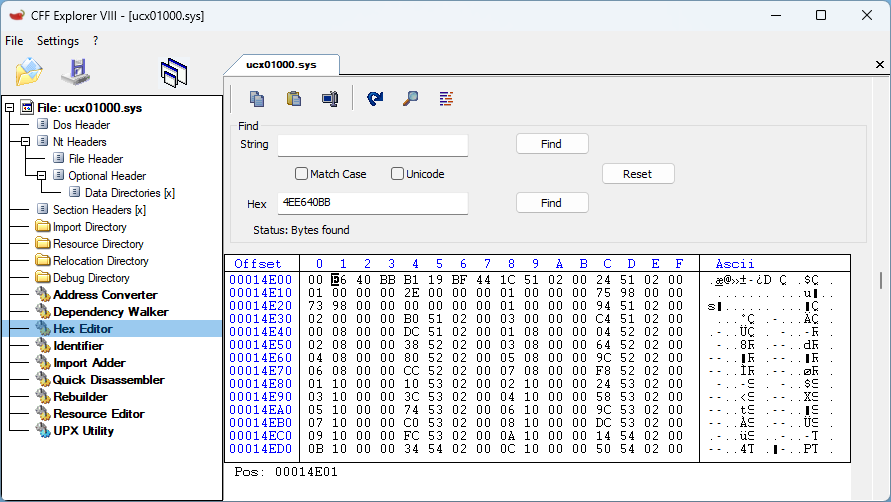 CFF Explorer VIII - [ucx01000.sys]
File Settings ?
ucx01000.sys
File: ucx01000.sys
Dos Header
Nt Headers
File Header
Optional Header
Data Directories [x]
Section Headers [x]
Import Directory
Resource Directory
Relocation Directory
Debug Directory
Address Converter
Dependency Walker
Hex Editor
Identifier
Import Adder
Quick Disassembler
Rebuilder
Resource Editor
UPX Utility
Find
String Find
Match Case Unicode Reset
Hex 4EE640BB Find
Status: Bytes found
Offset 0 1 2 3 4 5 6 7 8 9 A B C D E F Ascii
00014E00 00 E6 40 BB B1 19 BF 44 1C 51 02 00 24 51 02 00 .æ@»±-¿D Q .$Q .
00014E10 01 00 00 00 2E 00 00 00 01 00 00 00 75 98 00 00 u
00014E20 73 98 00 00 00 00 00 00 01 00 00 00 94 51 02 00 s Q
00014E30 02 00 00 00 B0 51 02 00 03 00 00 00 C4 51 02 00 °Q ÄQ
00014E40 00 08 00 00 DC 51 02 00 01 08 00 00 04 52 02 00 ÜQ R
00014E50 02 08 00 00 38 52 02 00 03 08 00 00 64 52 02 00 8R dR
00014E60 04 08 00 00 80 52 02 00 05 08 00 00 9C 52 02 00 R R
00014E70 06 08 00 00 CC 52 02 00 07 08 00 00 F8 52 02 00 ÌR øR
00014E80 01 10 00 00 10 53 02 00 02 10 00 00 24 53 02 00 S $S
00014E90 03 10 00 00 3C 53 02 00 04 10 00 00 58 53 02 00 <S XS
00014EA0 05 10 00 00 74 53 02 00 06 10 00 00 9C 53 02 00 tS S
00014EB0 07 10 00 00 C0 53 02 00 08 10 00 00 DC 53 02 00 ÀS ÜS
00014EC0 09 10 00 00 FC 53 02 00 0A 10 00 00 14 54 02 00 üS T
00014ED0 0B 10 00 00 34 54 02 00 0C 10 00 00 50 54 02 00 4T PT
Pos: 00014E01